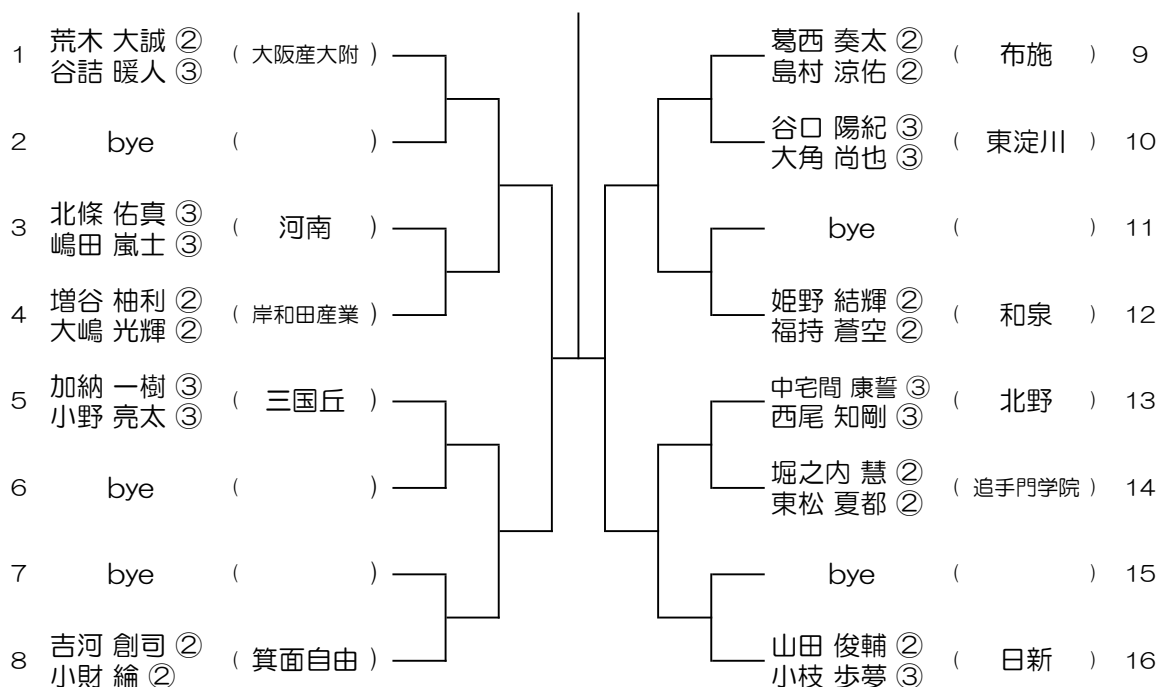 1 荒木 大誠 ② ( 大阪産大附 )
谷詰 暖人 ③
2 bye ( )
3 北條 佑真 ③ ( 河南 )
嶋田 嵐士 ③
4 増谷 柚利 ② ( 岸和田産業 )
大嶋 光輝 ②
5 加納 一樹 ③ ( 三国丘 )
小野 亮太 ③
6 bye ( )
7 bye ( )
8 吉河 創司 ② ( 箕面自由 )
小財 綸 ②
葛西 奏太 ② ( 布施 ) 9
島村 涼佑 ②
谷口 陽紀 ③ ( 東淀川 ) 10
大角 尚也 ③
bye ( ) 11
姫野 結輝 ② ( 和泉 ) 12
福持 蒼空 ②
中宅間 康誓 ③ ( 北野 ) 13
西尾 知剛 ③
堀之内 慧 ② ( 追手門学院 ) 14
東松 夏都 ②
bye ( ) 15
山田 俊輔 ② ( 日新 ) 16
小枝 歩夢 ③